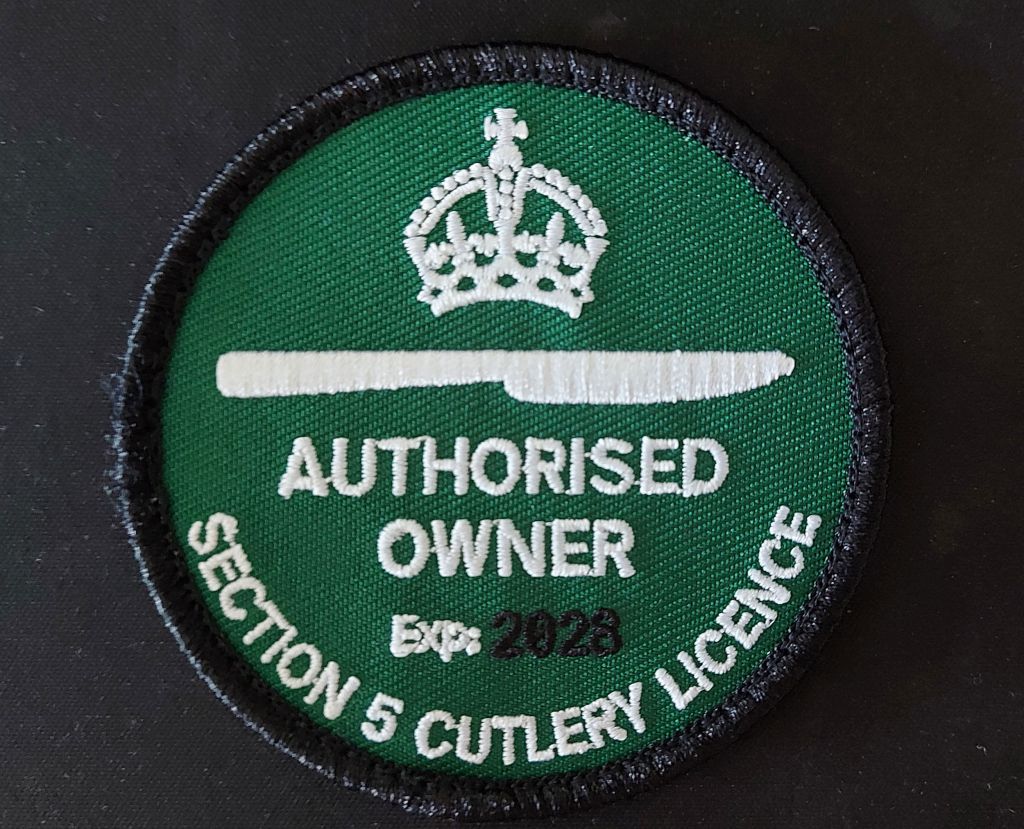 AUTHORISED
OWNER
Exp: 2028
SECTION 5 CUTLERY LICENCE